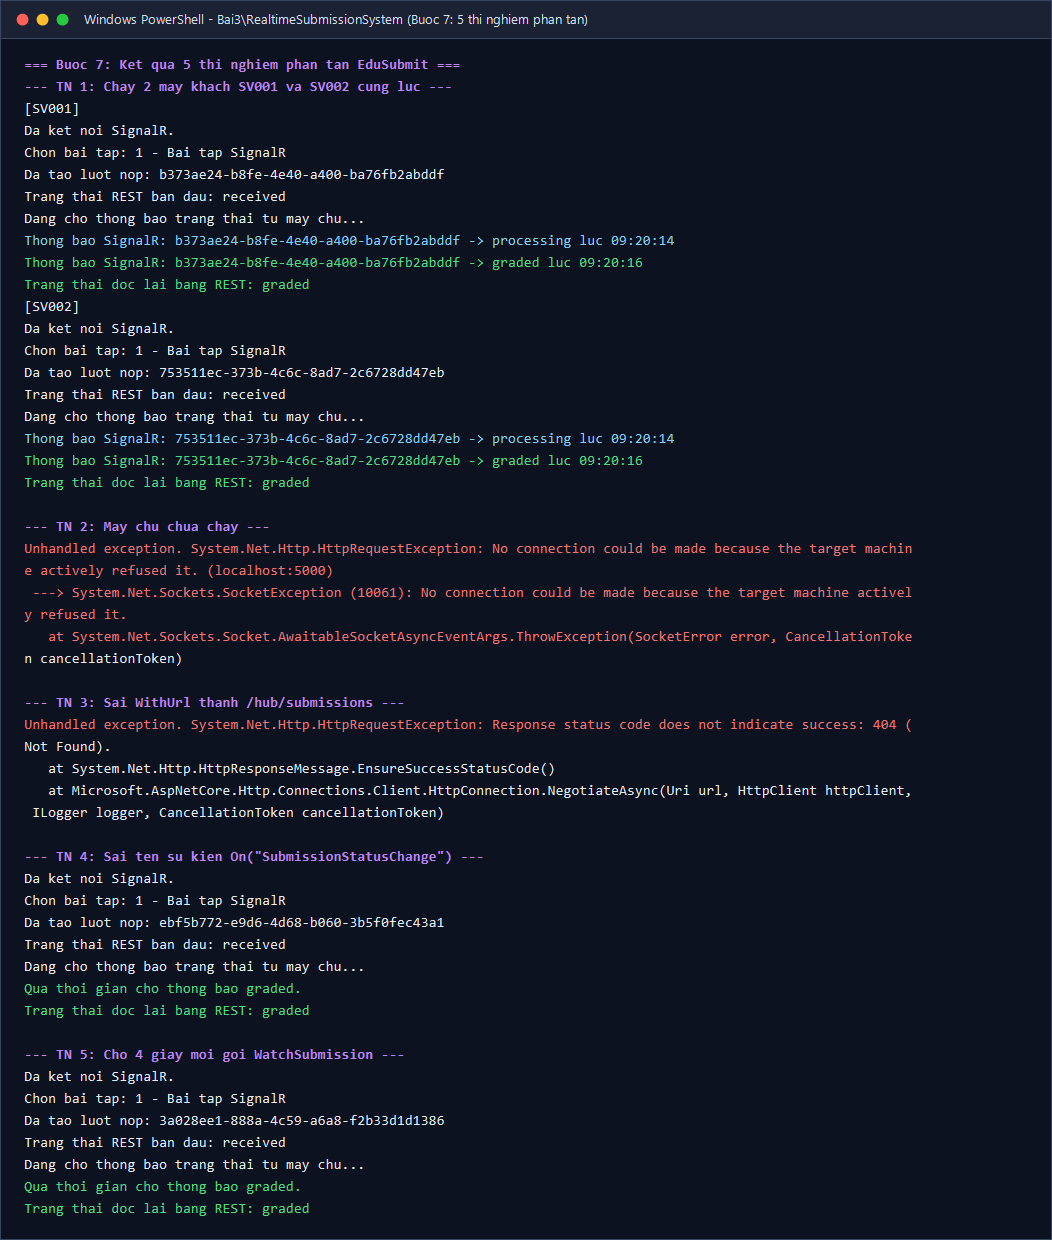 Windows PowerShell - Bai3\RealtimeSubmissionSystem (Buoc 7: 5 thi nghiem phan tan)
=== Buoc 7: Ket qua 5 thi nghiem phan tan EduSubmit ===
--- TN 1: Chay 2 may khach SV001 va SV002 cung luc ---
[SV001]
Da ket noi SignalR.
Chon bai tap: 1 - Bai tap SignalR
Da tao luot nop: b373ae24-b8fe-4e40-a400-ba76fb2abddf
Trang thai REST ban dau: received
Dang cho thong bao trang thai tu may chu...
Thong bao SignalR: b373ae24-b8fe-4e40-a400-ba76fb2abddf -> processing luc 09:20:14
Thong bao SignalR: b373ae24-b8fe-4e40-a400-ba76fb2abddf -> graded luc 09:20:16
Trang thai doc lai bang REST: graded
[SV002]
Da ket noi SignalR.
Chon bai tap: 1 - Bai tap SignalR
Da tao luot nop: 753511ec-373b-4c6c-8ad7-2c6728dd47eb
Trang thai REST ban dau: received
Dang cho thong bao trang thai tu may chu...
Thong bao SignalR: 753511ec-373b-4c6c-8ad7-2c6728dd47eb -> processing luc 09:20:14
Thong bao SignalR: 753511ec-373b-4c6c-8ad7-2c6728dd47eb -> graded luc 09:20:16
Trang thai doc lai bang REST: graded
--- TN 2: May chu chua chay ---
Unhandled exception. System.Net.Http.HttpRequestException: No connection could be made because the target machin
e actively refused it. (localhost:5000)
 ---> System.Net.Sockets.SocketException (10061): No connection could be made because the target machine activel
y refused it.
   at System.Net.Sockets.Socket.AwaitableSocketAsyncEventArgs.ThrowException(SocketError error, CancellationToke
n cancellationToken)
--- TN 3: Sai WithUrl thanh /hub/submissions ---
Unhandled exception. System.Net.Http.HttpRequestException: Response status code does not indicate success: 404 (
Not Found).
   at System.Net.Http.HttpResponseMessage.EnsureSuccessStatusCode()
   at Microsoft.AspNetCore.Http.Connections.Client.HttpConnection.NegotiateAsync(Uri url, HttpClient httpClient,
 ILogger logger, CancellationToken cancellationToken)
--- TN 4: Sai ten su kien On("SubmissionStatusChange") ---
Da ket noi SignalR.
Chon bai tap: 1 - Bai tap SignalR
Da tao luot nop: ebf5b772-e9d6-4d68-b060-3b5f0fec43a1
Trang thai REST ban dau: received
Dang cho thong bao trang thai tu may chu...
Qua thoi gian cho thong bao graded.
Trang thai doc lai bang REST: graded
--- TN 5: Cho 4 giay moi goi WatchSubmission ---
Da ket noi SignalR.
Chon bai tap: 1 - Bai tap SignalR
Da tao luot nop: 3a028ee1-888a-4c59-a6a8-f2b33d1d1386
Trang thai REST ban dau: received
Dang cho thong bao trang thai tu may chu...
Qua thoi gian cho thong bao graded.
Trang thai doc lai bang REST: graded